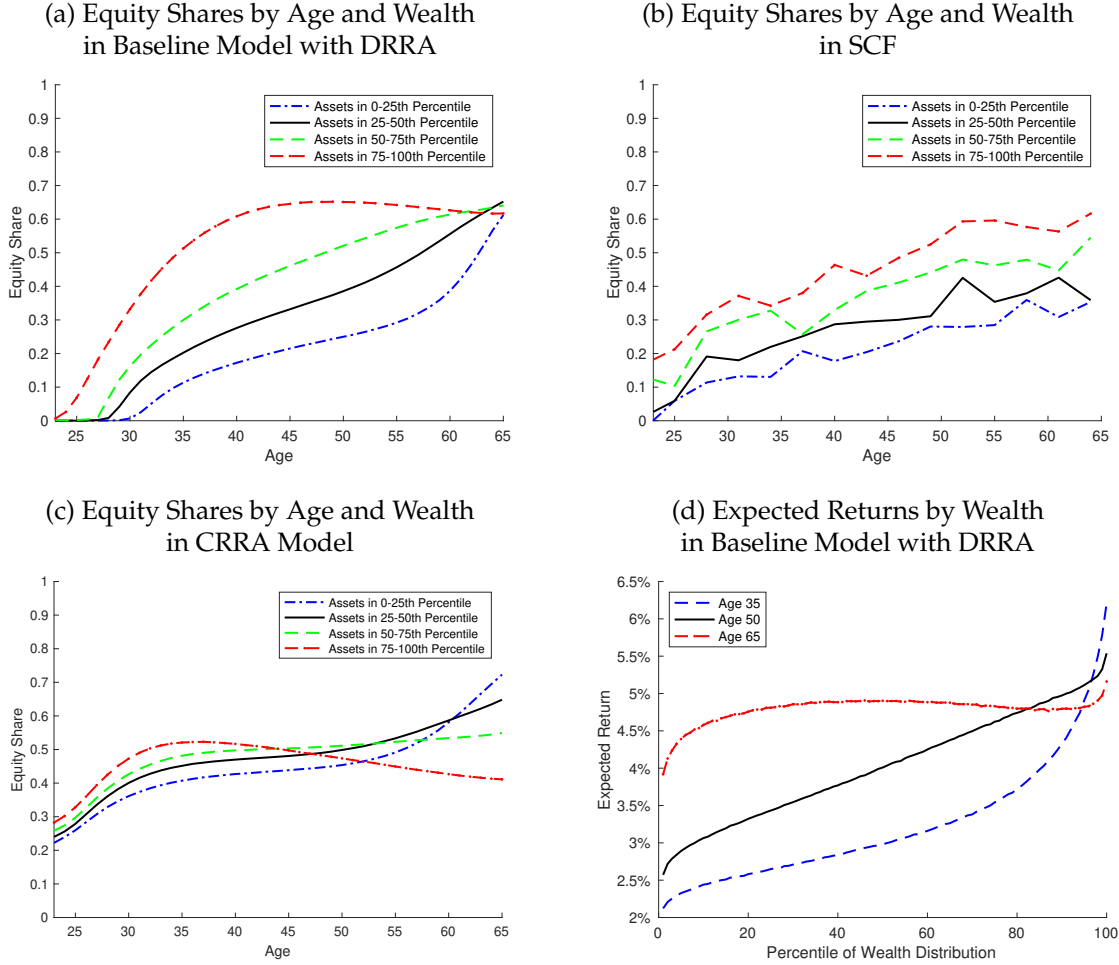 (a) Equity Shares by Age and Wealth
in Baseline Model with DRRA
1
0.9
0.8
0.7
0.6
0.5
0.4
0.3
0.2
0.1
0
Equity Share
Assets in 0-25th Percentile
Assets in 25-50th Percentile
Assets in 50-75th Percentile
Assets in 75-100th Percentile
25 30 35 40 45 50 55 60 65
Age
(b) Equity Shares by Age and Wealth
in SCF
1
0.9
0.8
0.7
0.6
0.5
0.4
0.3
0.2
0.1
0
Equity Share
Assets in 0-25th Percentile
Assets in 25-50th Percentile
Assets in 50-75th Percentile
Assets in 75-100th Percentile
25 30 35 40 45 50 55 60 65
Age
(c) Equity Shares by Age and Wealth
in CRRA Model
1
0.9
0.8
0.7
0.6
0.5
0.4
0.3
0.2
0.1
0
Equity Share
Assets in 0-25th Percentile
Assets in 25-50th Percentile
Assets in 50-75th Percentile
Assets in 75-100th Percentile
25 30 35 40 45 50 55 60 65
Age
(d) Expected Returns by Wealth
in Baseline Model with DRRA
6.5%
6%
5.5%
5%
4.5%
4%
3.5%
3%
2.5%
2%
Expected Return
Age 35
Age 50
Age 65
0 20 40 60 80 100
Percentile of Wealth Distribution